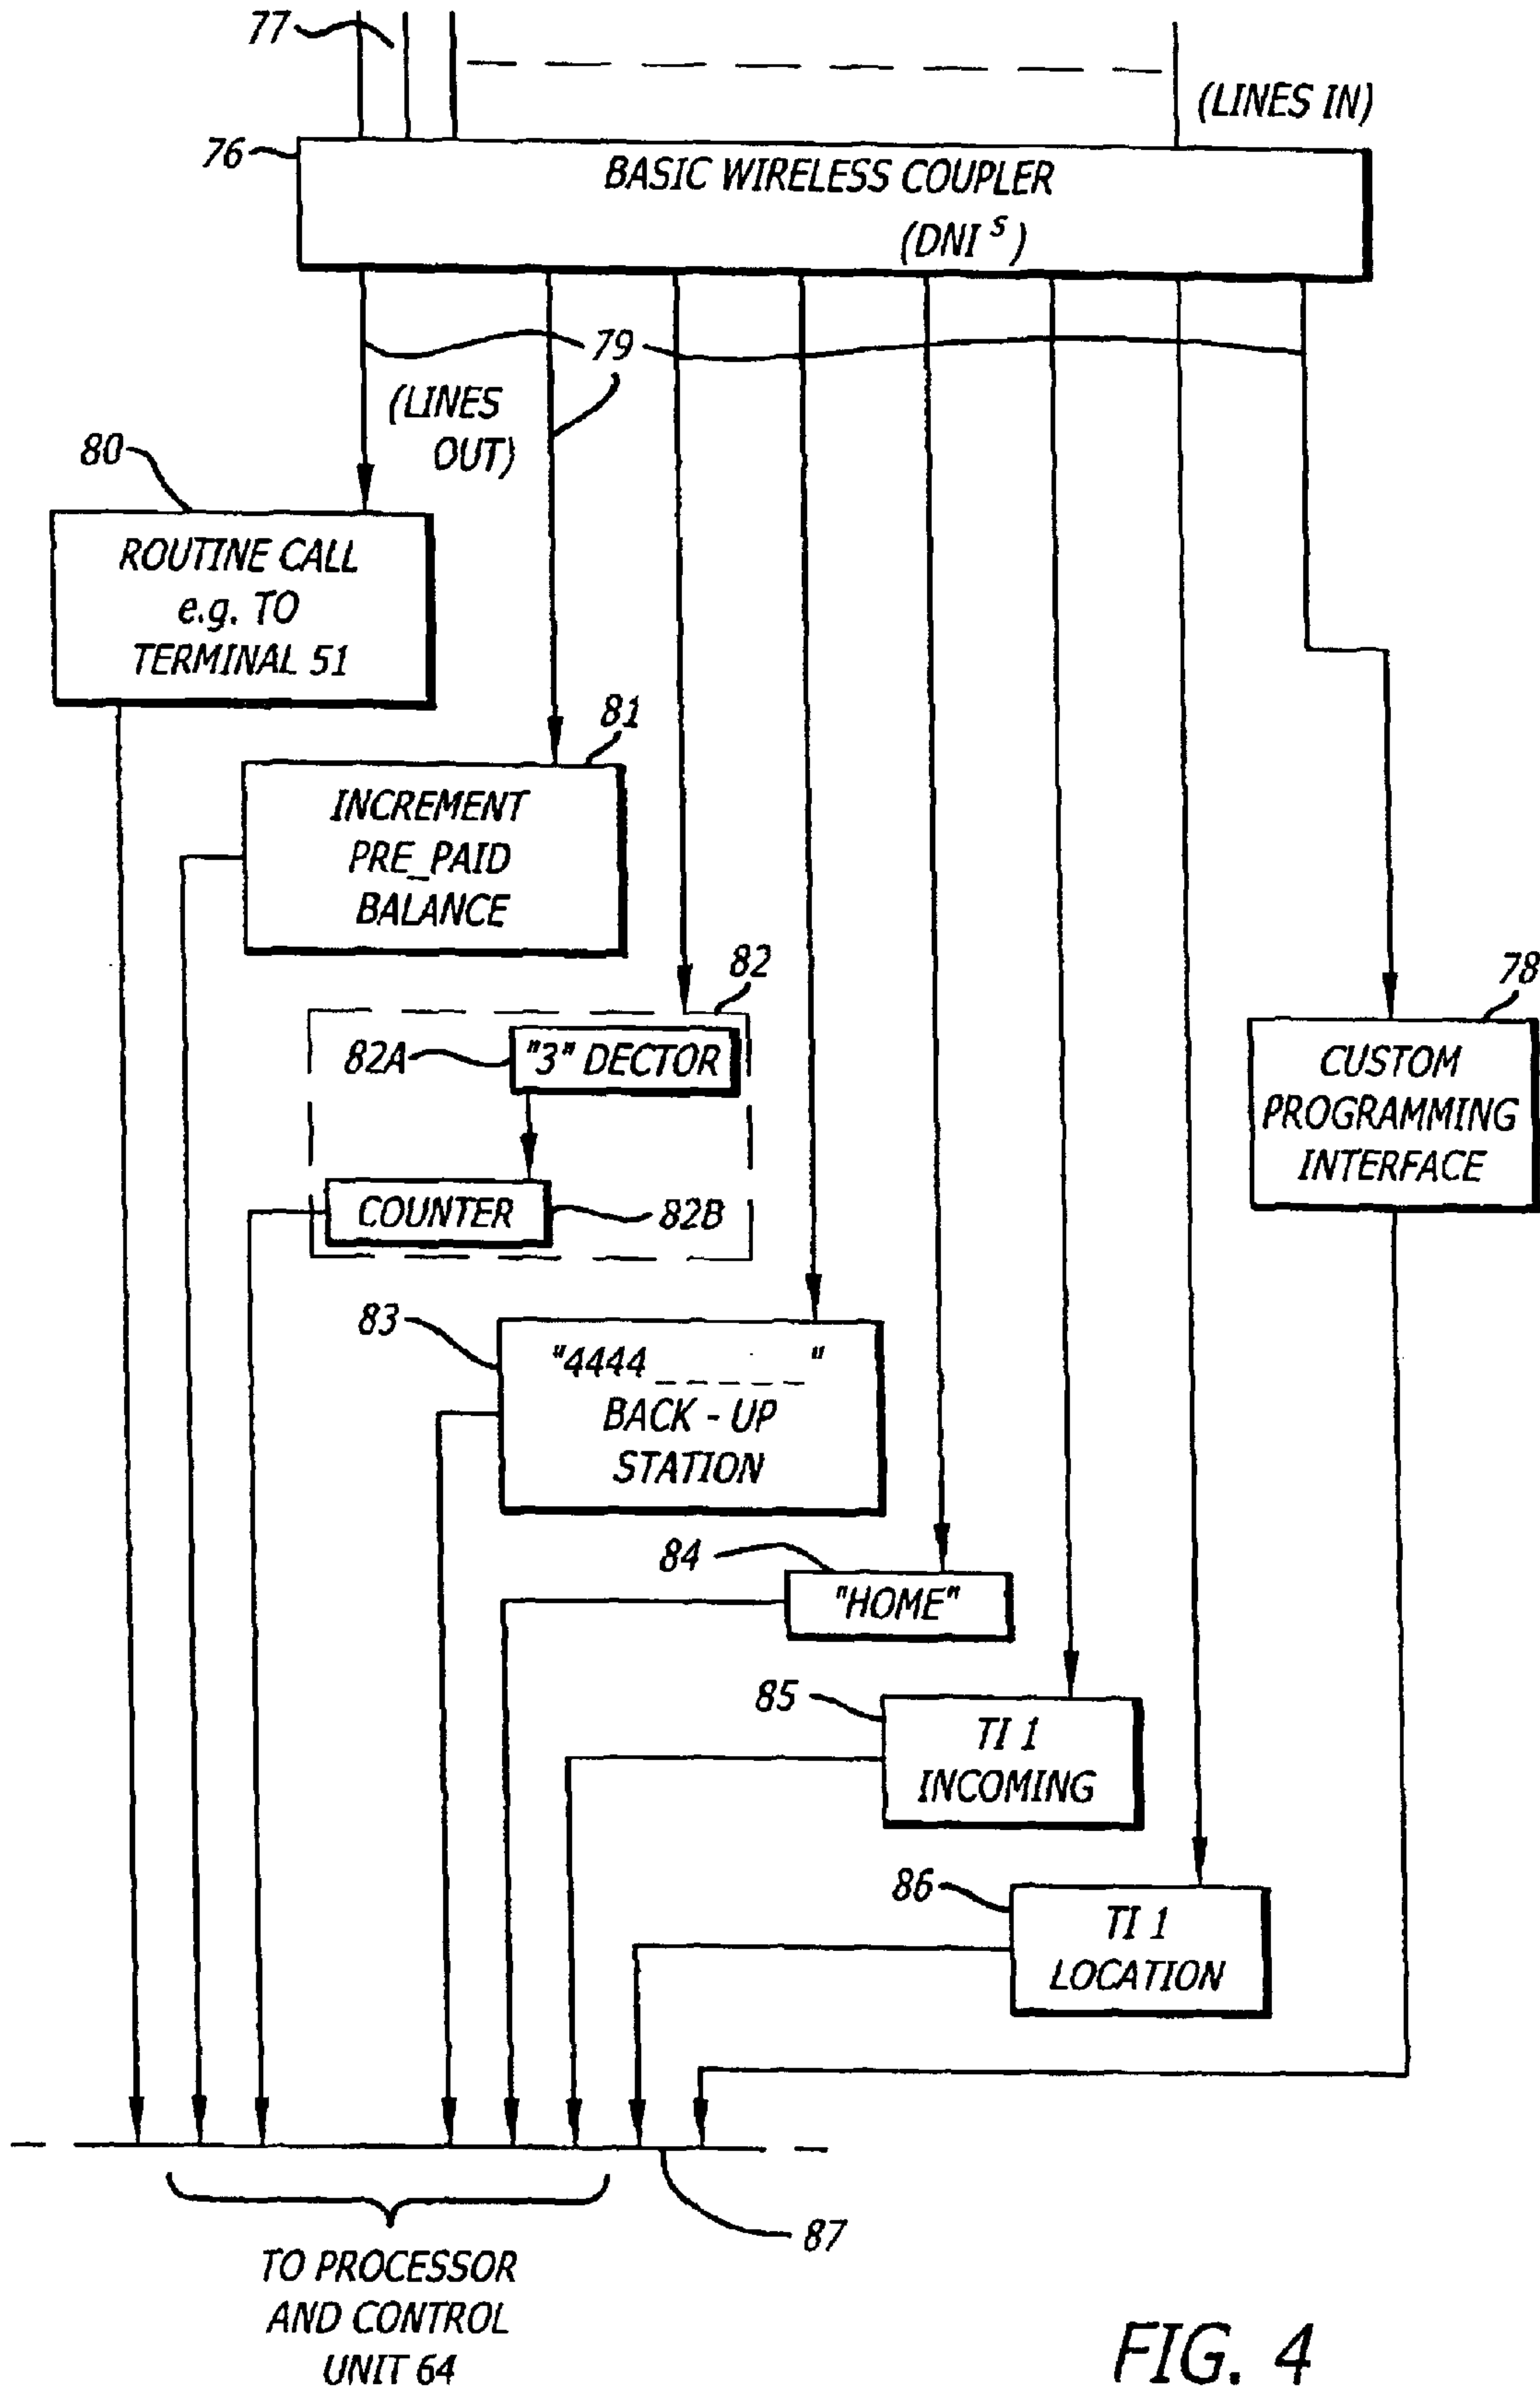 77
(LINES IN)
76
BASIC WIRELESS COUPLER
(DNI S)
79
(LINES
OUT)
80
ROUTINE CALL
e.g. TO
TERMINAL 51
81
INCREMENT
PRE_PAID
BALANCE
82
78
82A
"3" DECTOR
CUSTOM
PROGRAMMING
INTERFACE
COUNTER
82B
83
"4444 _ _ _ _ _ _"
BACK - UP
STATION
84
"HOME"
85
TI 1
INCOMING
86
TI 1
LOCATION
87
TO PROCESSOR
AND CONTROL
UNIT 64
FIG. 4